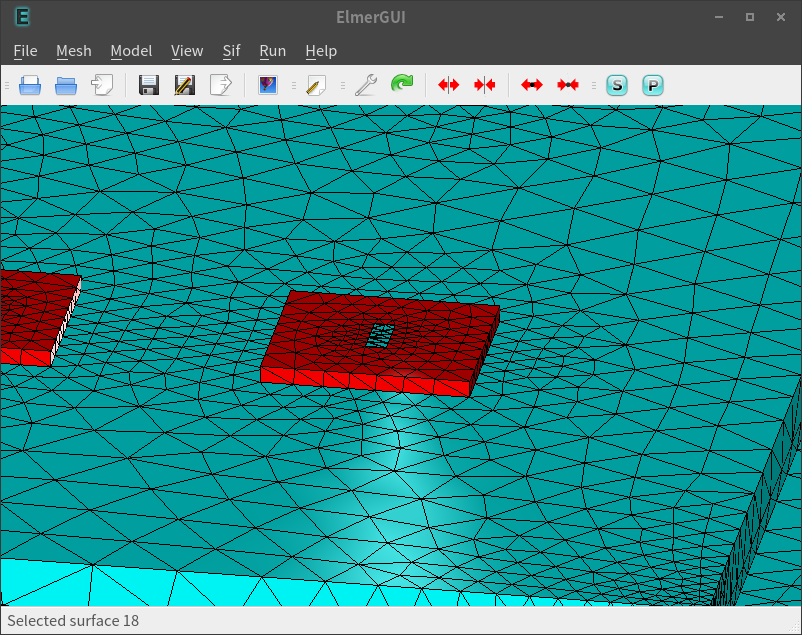 E
ElmerGUI
File Mesh Model View Sif Run Help
S P
Selected surface 18